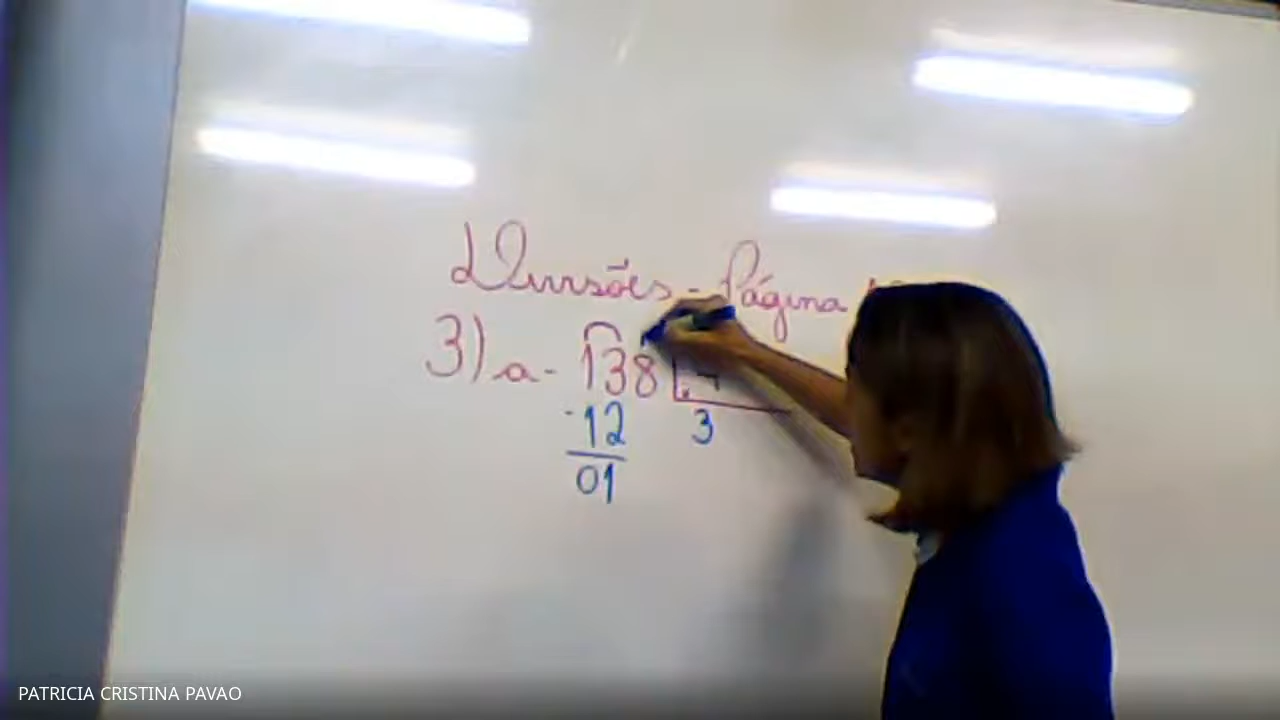 Divisões - Página
3) a- 138
-12 3
01
PATRICIA CRISTINA PAVAO